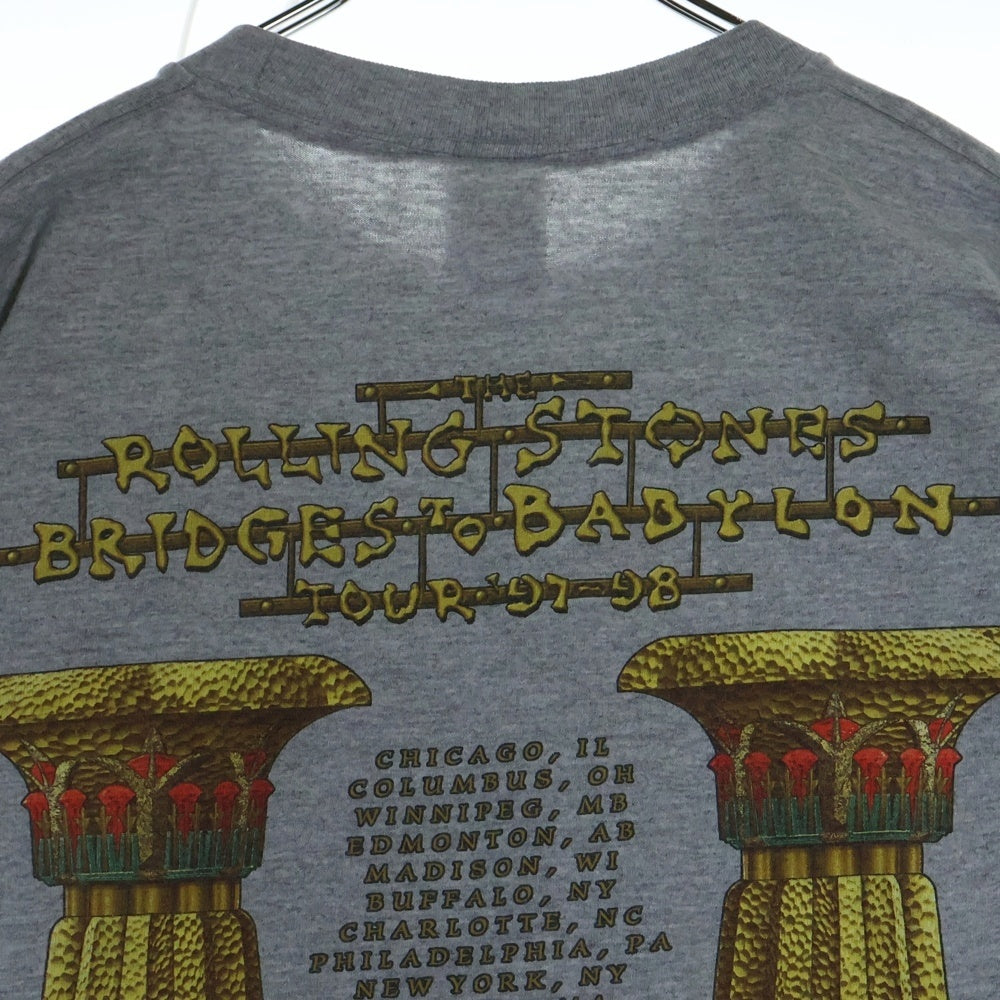 THE
ROLLING STONES
BRIDGES TO BABYLON
TOUR '97-98
CHICAGO, IL
COLUMBUS, OH
WINNIPEG, MB
EDMONTON, AB
MADISON, WI
BUFFALO, NY
CHARLOTTE, NC
PHILADELPHIA, PA
NEW YORK, NY